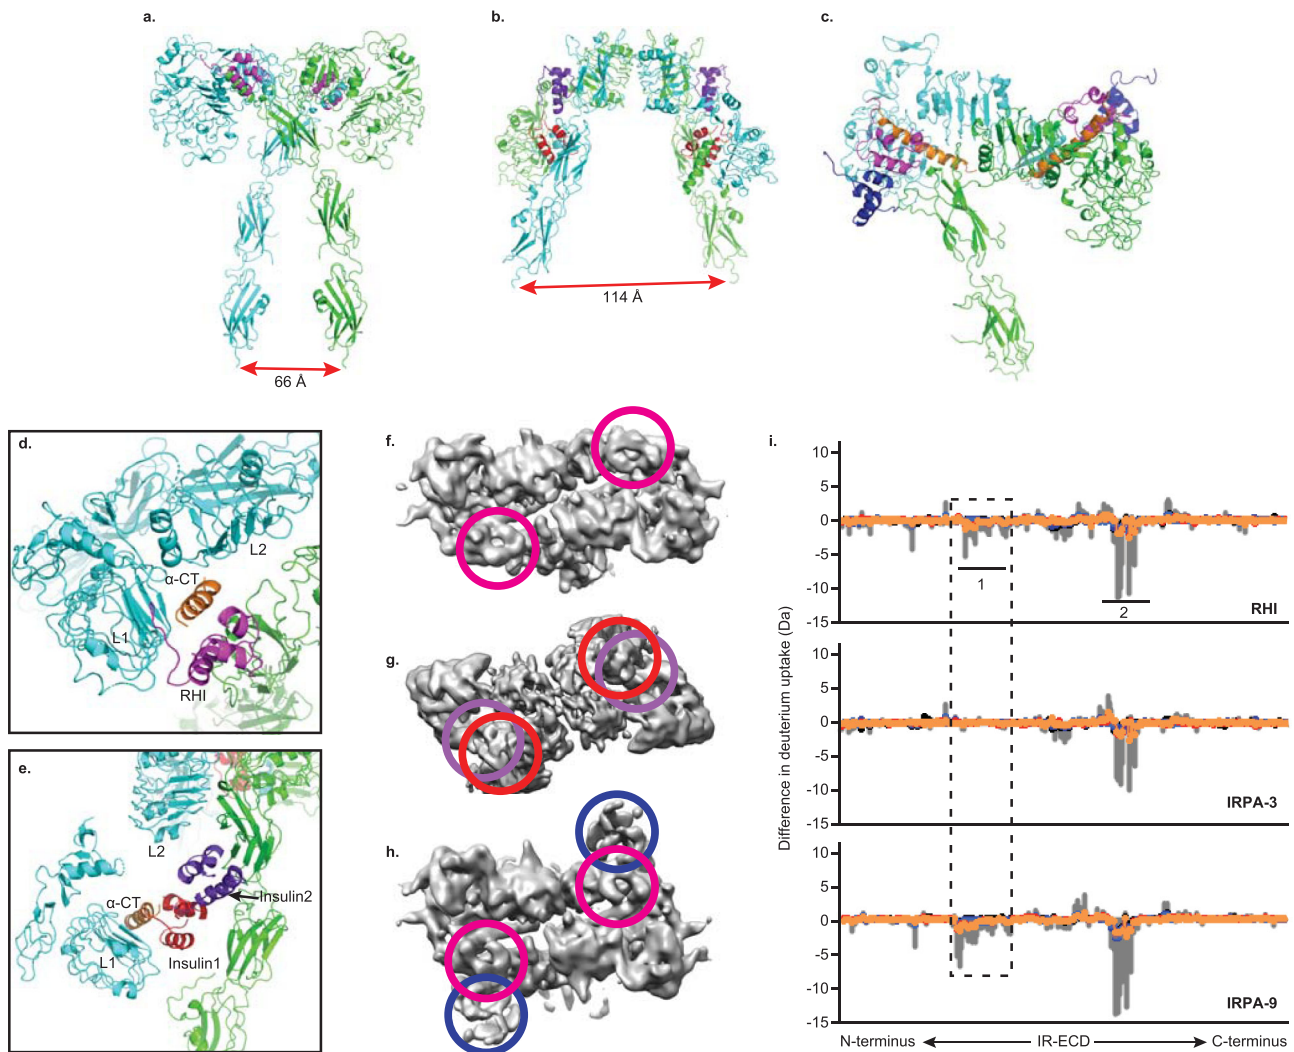 a.
b.
c.
66 Å
114 Å
d.
L2
α-CT
L1
RHI
e.
L2
α-CT
Insulin2
L1
Insulin1
f.
g.
h.
i.
Difference in deuterium uptake (Da)
10
5
0
-5
-10
-15
1
2
RHI
10
5
0
-5
-10
-15
IRPA-3
10
5
0
-5
-10
-15
IRPA-9
N-terminus IR-ECD C-terminus